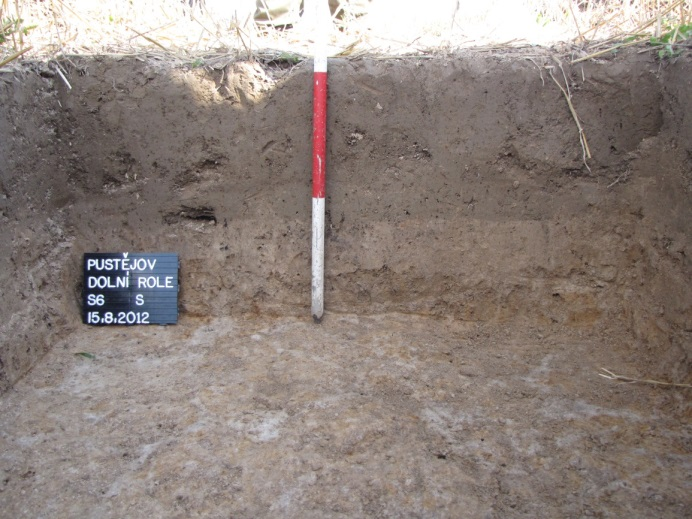 PUSTĚJOV
DOLNÍ ROLE
S6 S
15.8.2012